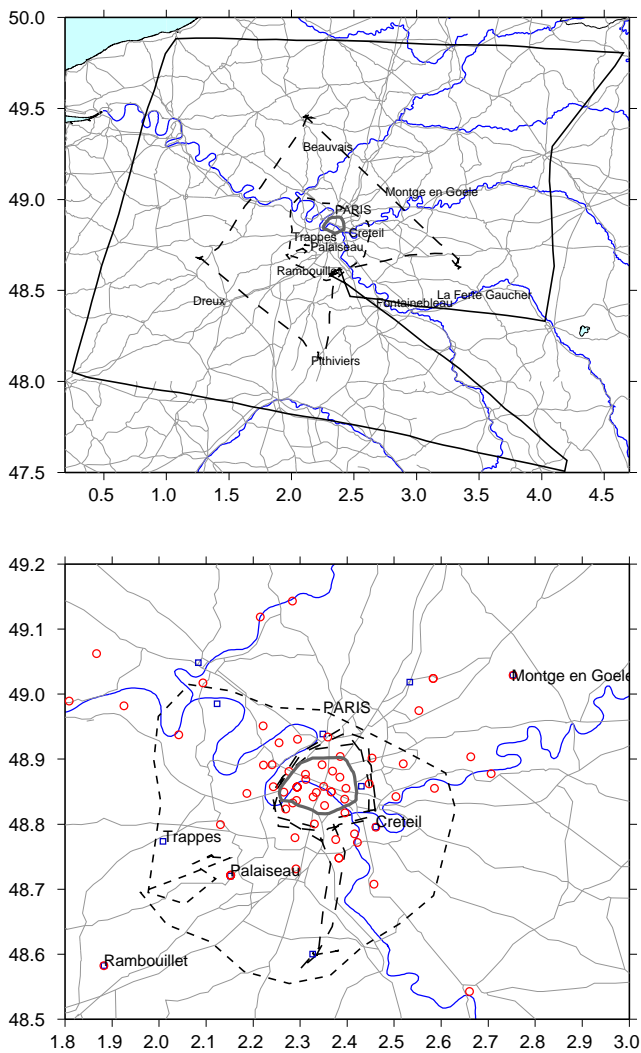 50.0
49.5
49.0
48.5
48.0
47.5
Beauvais
Montge en Goele
PARIS
Trappes
Creteil
Palaiseau
Rambouillet
La Ferte Gaucher
Dreux
Fontainebleau
Pithiviers
0.5 1.0 1.5 2.0 2.5 3.0 3.5 4.0 4.5
49.2
49.1
49.0
48.9
48.8
48.7
48.6
48.5
Montge en Goele
PARIS
Creteil
Trappes
Palaiseau
Rambouillet
1.8 1.9 2.0 2.1 2.2 2.3 2.4 2.5 2.6 2.7 2.8 2.9 3.0